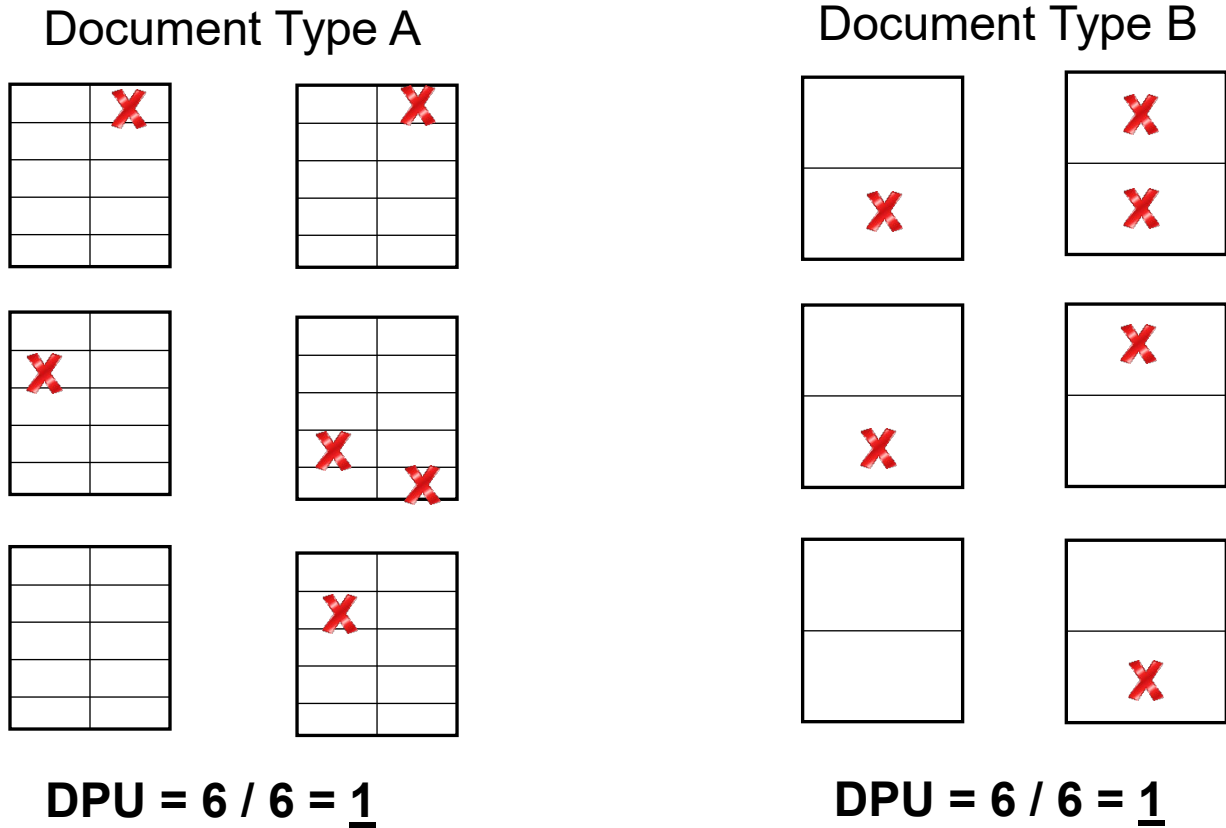 Document Type A
Document Type B
DPU = 6 / 6 = 1
DPU = 6 / 6 = 1